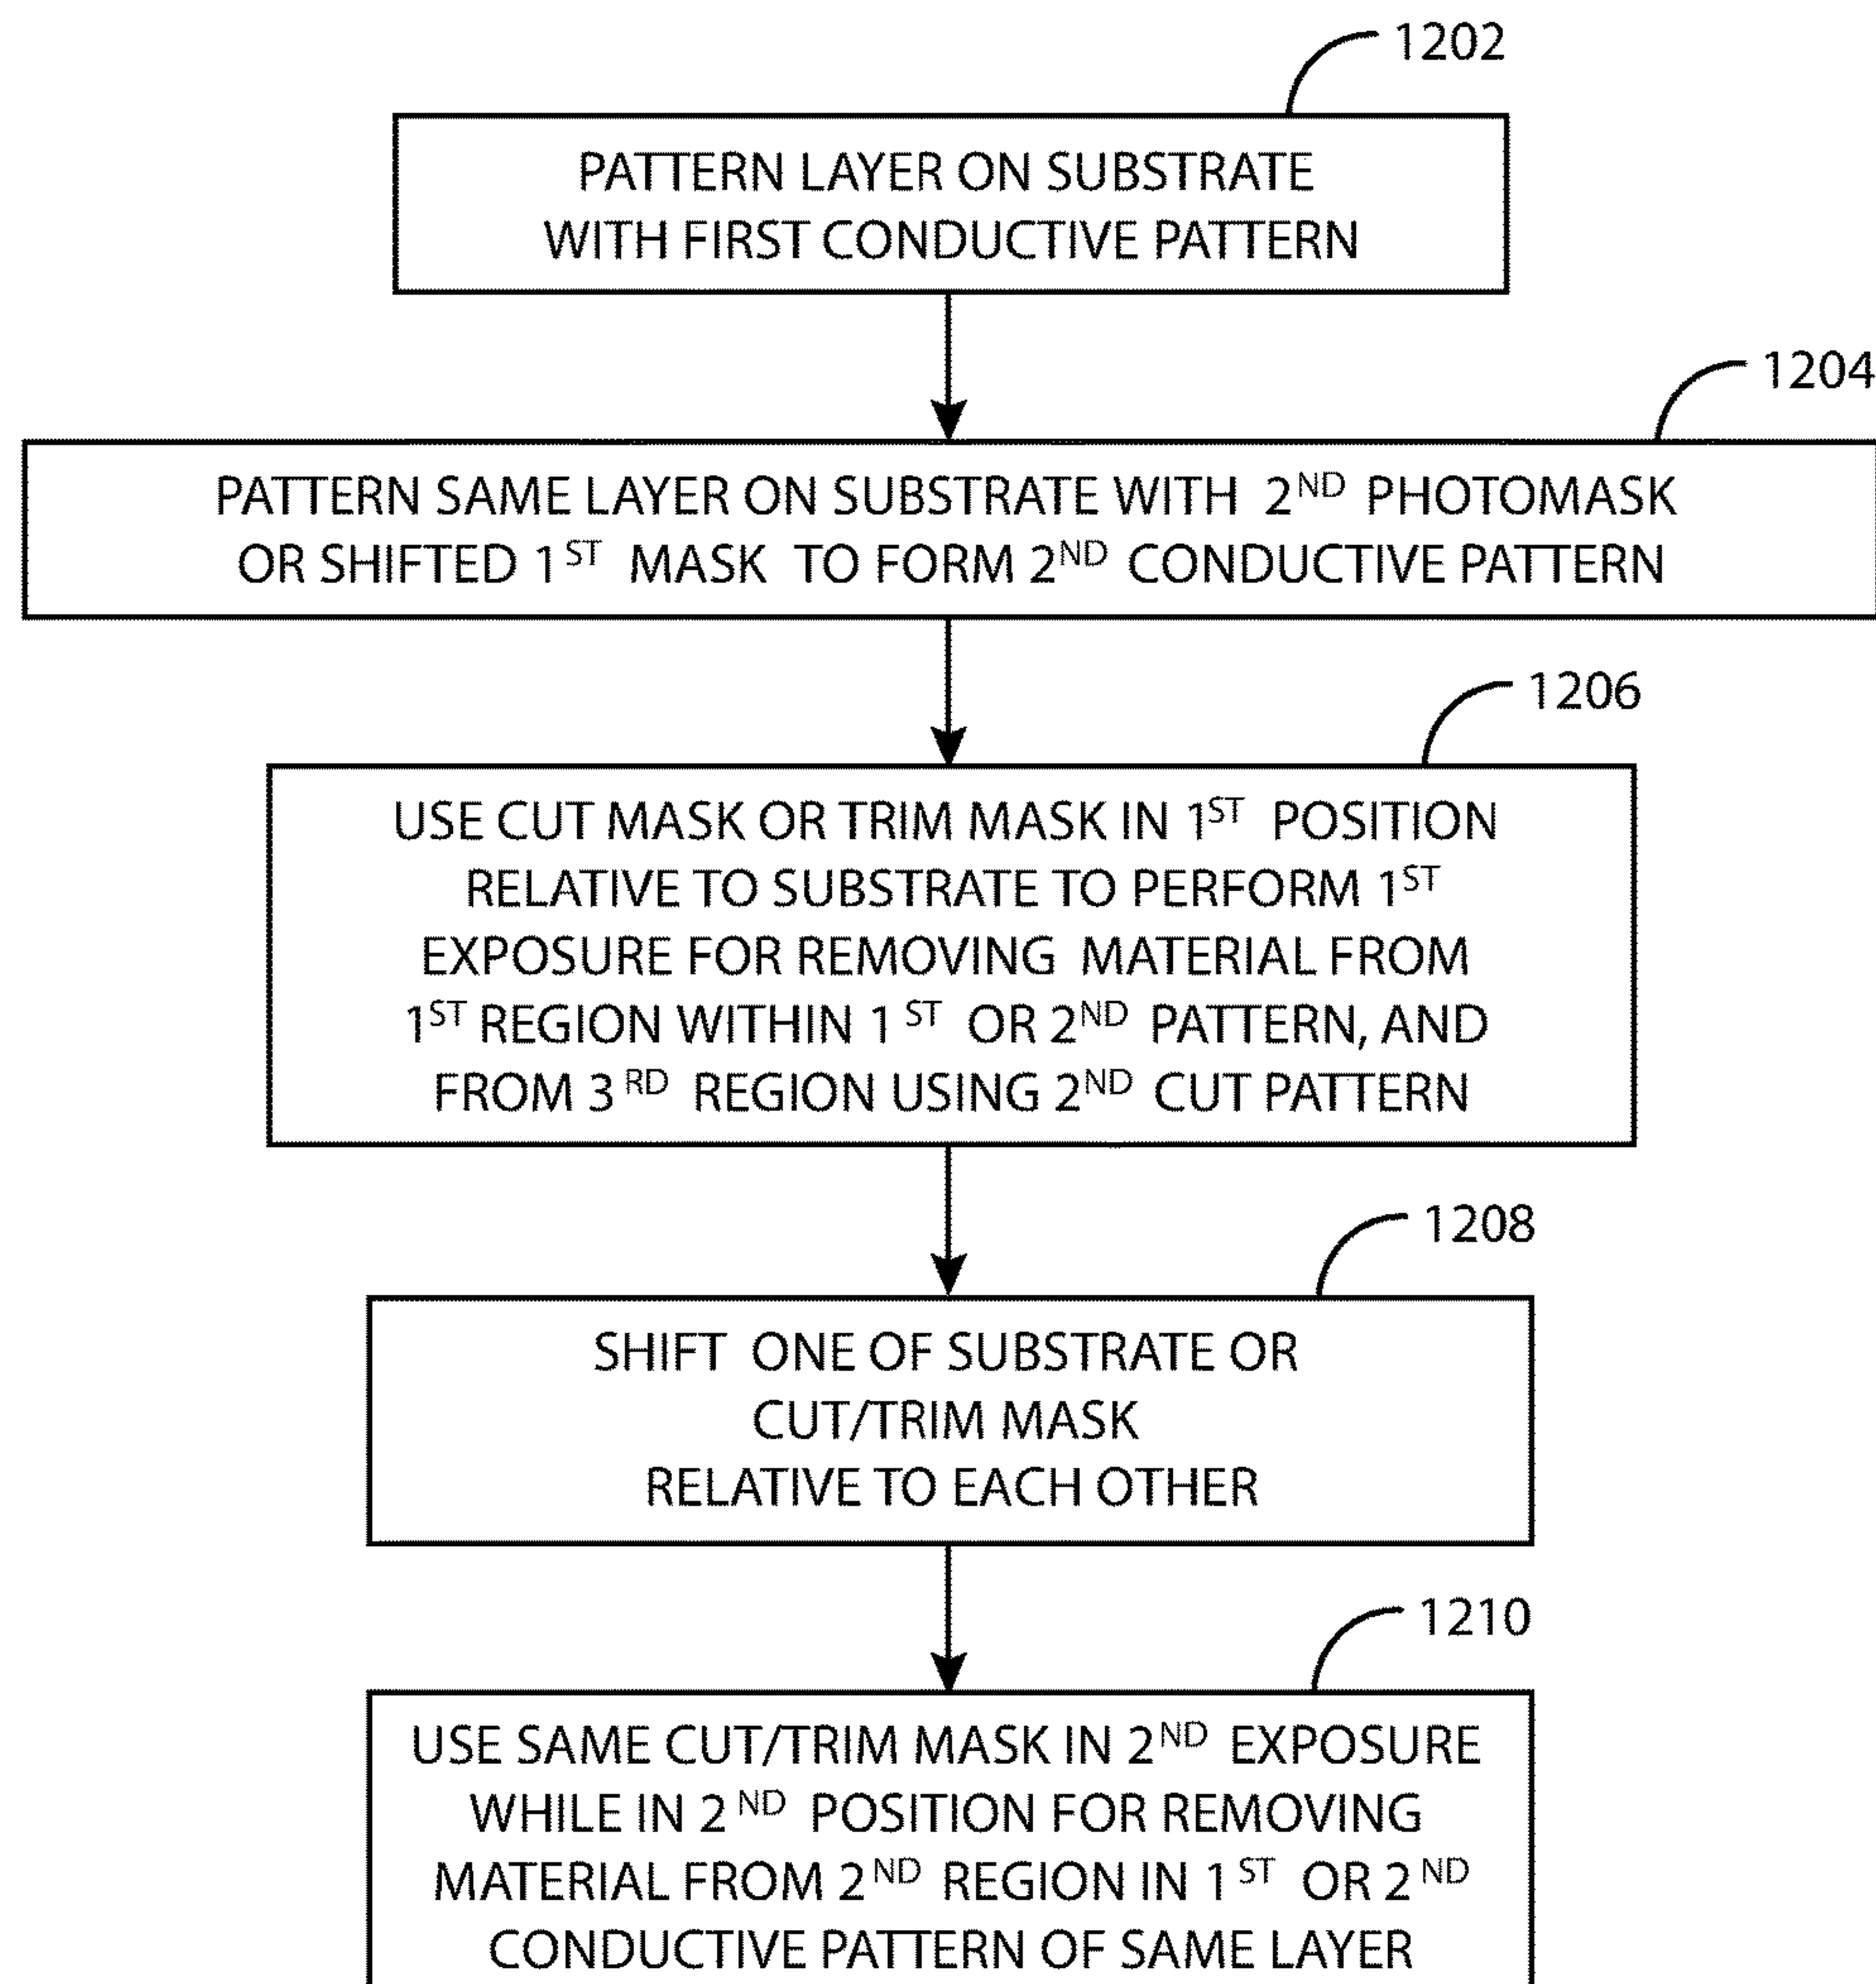 1202
PATTERN LAYER ON SUBSTRATE
WITH FIRST CONDUCTIVE PATTERN
1204
PATTERN SAME LAYER ON SUBSTRATE WITH 2ND PHOTOMASK
OR SHIFTED 1ST MASK TO FORM 2ND CONDUCTIVE PATTERN
1206
USE CUT MASK OR TRIM MASK IN 1ST POSITION
RELATIVE TO SUBSTRATE TO PERFORM 1ST
EXPOSURE FOR REMOVING MATERIAL FROM
1ST REGION WITHIN 1ST OR 2ND PATTERN, AND
FROM 3RD REGION USING 2ND CUT PATTERN
1208
SHIFT ONE OF SUBSTRATE OR
CUT/TRIM MASK
RELATIVE TO EACH OTHER
1210
USE SAME CUT/TRIM MASK IN 2ND EXPOSURE
WHILE IN 2ND POSITION FOR REMOVING
MATERIAL FROM 2ND REGION IN 1ST OR 2ND
CONDUCTIVE PATTERN OF SAME LAYER